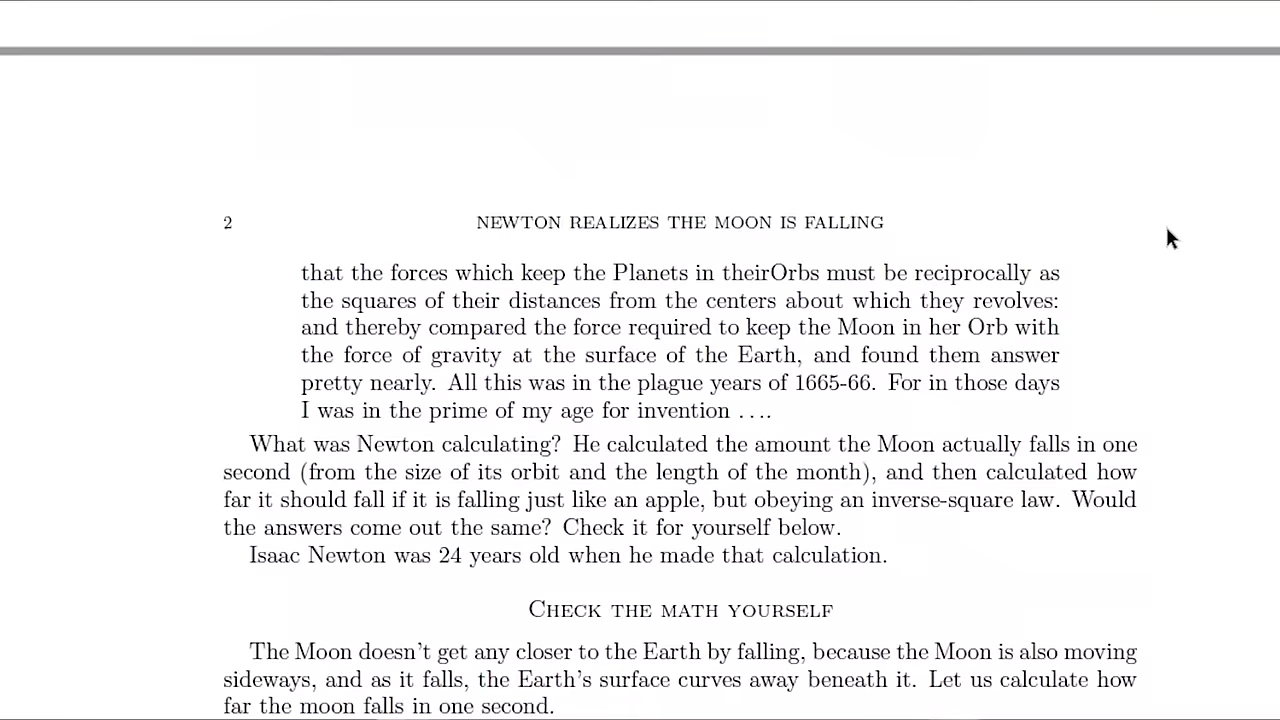 2
NEWTON REALIZES THE MOON IS FALLING
that the forces which keep the Planets in theirOrbs must be reciprocally as
the squares of their distances from the centers about which they revolves:
and thereby compared the force required to keep the Moon in her Orb with
the force of gravity at the surface of the Earth, and found them answer
pretty nearly. All this was in the plague years of 1665-66. For in those days
I was in the prime of my age for invention ....
What was Newton calculating? He calculated the amount the Moon actually falls in one
second (from the size of its orbit and the length of the month), and then calculated how
far it should fall if it is falling just like an apple, but obeying an inverse-square law. Would
the answers come out the same? Check it for yourself below.
Isaac Newton was 24 years old when he made that calculation.
CHECK THE MATH YOURSELF
The Moon doesn't get any closer to the Earth by falling, because the Moon is also moving
sideways, and as it falls, the Earth's surface curves away beneath it. Let us calculate how
far the moon falls in one second.